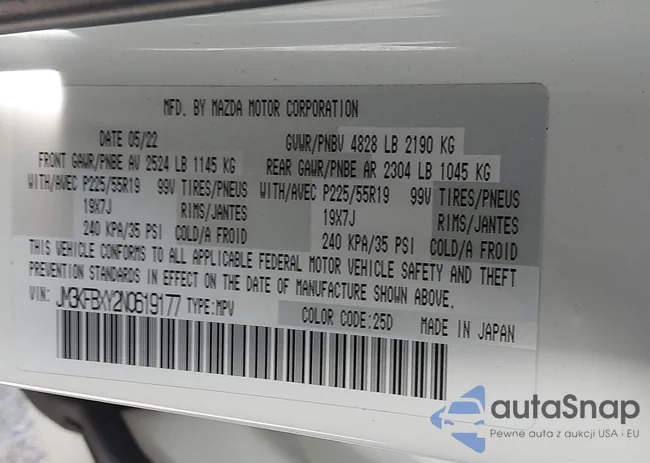 MFD. BY MAZDA MOTOR CORPORATION
DATE 05/22 GVWR/PNBV 4828 LB 2190 KG
FRONT GAWR/PNBE AV 2524 LB 1145 KG REAR GAWR/PNBE AR 2304 LB 1045 KG
WITH/AVEC P225/55R19 99V TIRES/PNEUS WITH/AVEC P225/55R19 99V TIRES/PNEUS
19X7J RIMS/JANTES 19X7J RIMS/JANTES
240 KPA/35 PSI COLD/A FROID 240 KPA/35 PSI COLD/A FROID
THIS VEHICLE CONFORMS TO ALL APPLICABLE FEDERAL MOTOR VEHICLE SAFETY AND THEFT
PREVENTION STANDARDS IN EFFECT ON THE DATE OF MANUFACTURE SHOWN ABOVE.
VIN: JM3KFBXY2N0619177 TYPE:MPV
COLOR CODE:25D MADE IN JAPAN
autaSnap
Pewne auta z aukcji USA i EU